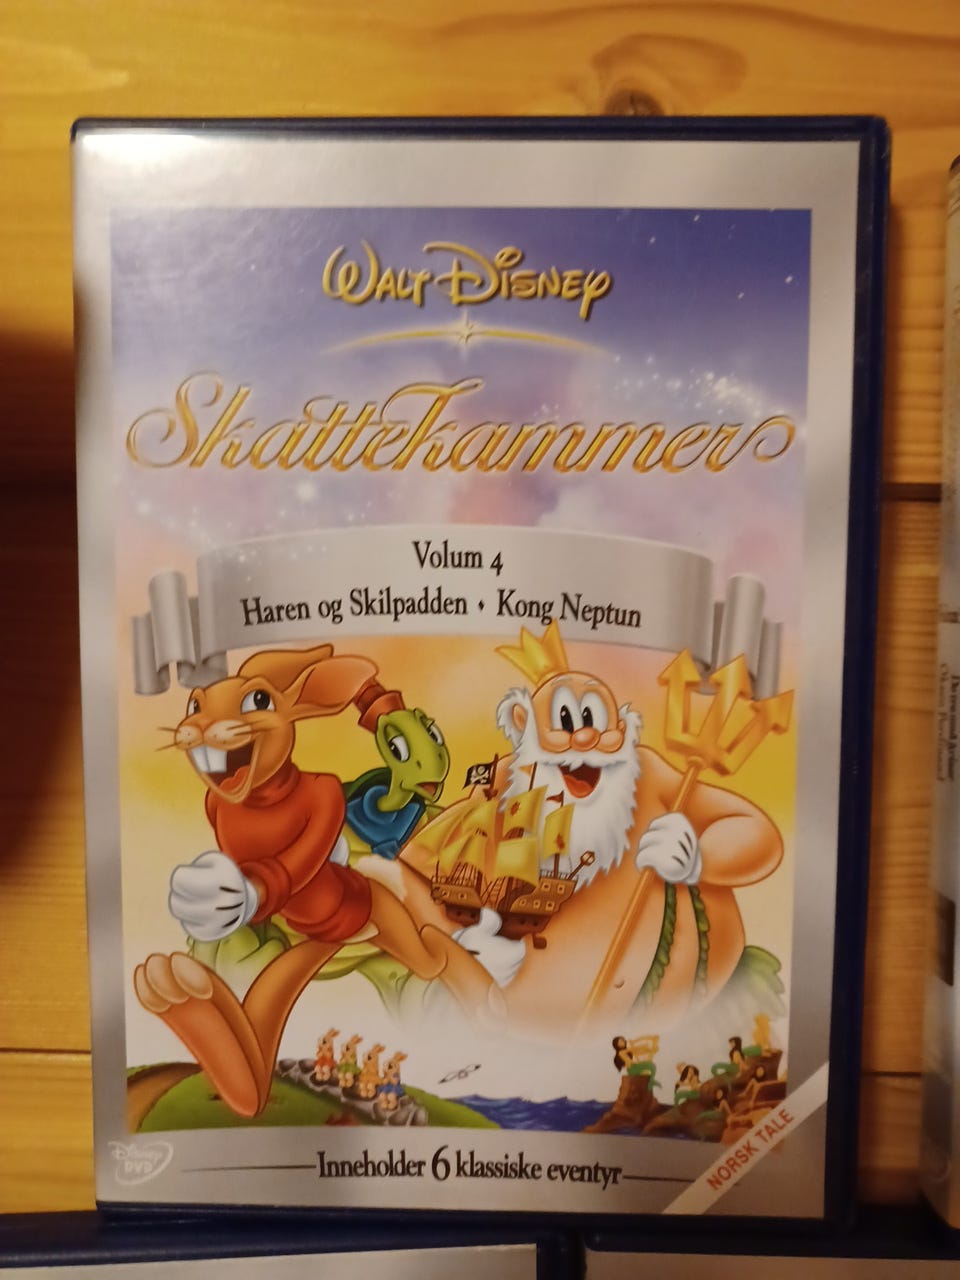 Walt Disney
Skattekammer
Volum 4
Haren og Skilpadden • Kong Neptun
Inneholder 6 klassiske eventyr
NORSK TALE
Disney
DVD